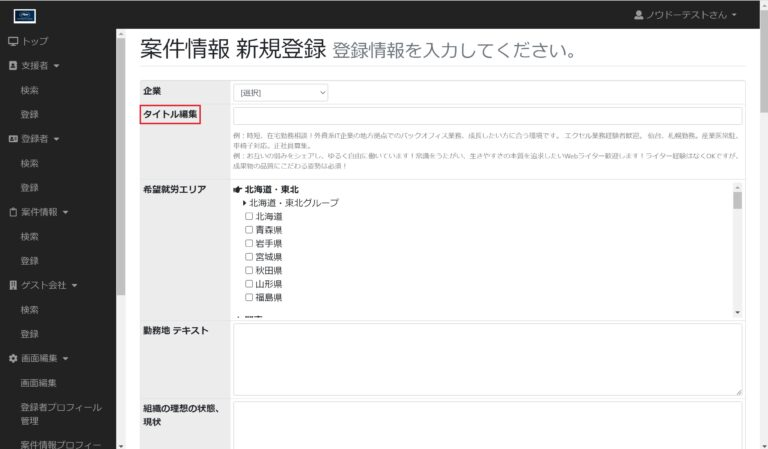 ノウドーテストさん
トップ
支援者
検索
登録
登録者
検索
登録
案件情報
検索
登録
ゲスト会社
検索
登録
画面編集
画面編集
登録者プロフィール
管理
案件情報プロフィー
案件情報 新規登録 登録情報を入力してください。
企業
[選択]
タイトル編集
例：時短、在宅勤務相談！外資系IT企業の地方拠点でのバックオフィス業務。成長したい方に合う環境です。 エクセル業務経験者歓迎。 仙台、札幌勤務。産業医常駐。
車椅子対応。正社員募集。
例：お互いの弱みをシェアし、ゆるく自由に働いています！常識をうたがい、生きやすさの本質を追求したいWebライター歓迎します！ライター経験はなくOKですが、
成果物の品質にこだわる姿勢は必須！
希望就労エリア
北海道・東北
北海道・東北グループ
北海道
青森県
岩手県
宮城県
秋田県
山形県
福島県
勤務地 テキスト
組織の理想の状態、
現状